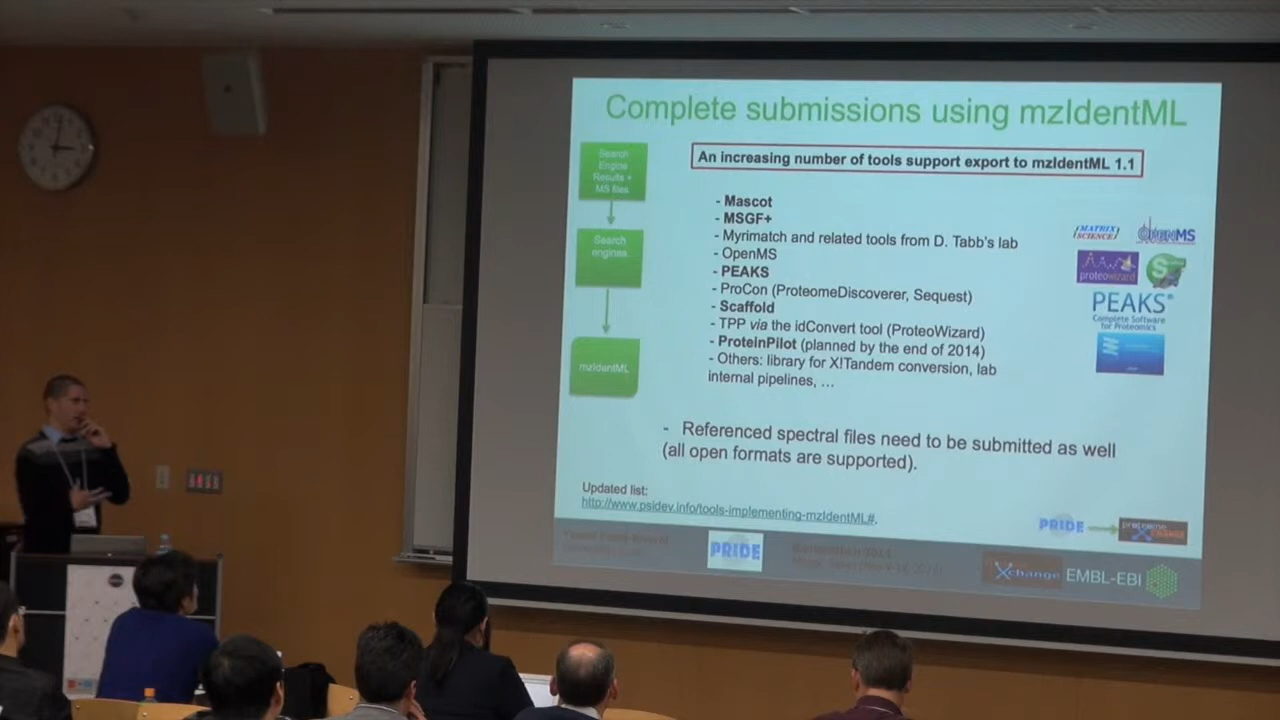 Complete submissions using mzIdentML
Search
Engine
Results +
MS files
Search
engines
mzIdentML
An increasing number of tools support export to mzIdentML 1.1
- Mascot
- MSGF+
- Myrimatch and related tools from D. Tabb's lab
- OpenMS
- PEAKS
- ProCon (ProteomeDiscoverer, Sequest)
- Scaffold
- TPP via the idConvert tool (ProteoWizard)
- ProteinPilot (planned by the end of 2014)
- Others: library for X!Tandem conversion, lab
internal pipelines, …
MATRIX
SCIENCE
OPENMS
proteowizard
PEAKS®
Complete Software
for Proteomics
- Referenced spectral files need to be submitted as well
(all open formats are supported).
Updated list:
http://www.psidev.info/tools-implementing-mzIdentML#.
PRIDE
proteome
Xchange
PRIDE
Xchange
EMBL-EBI